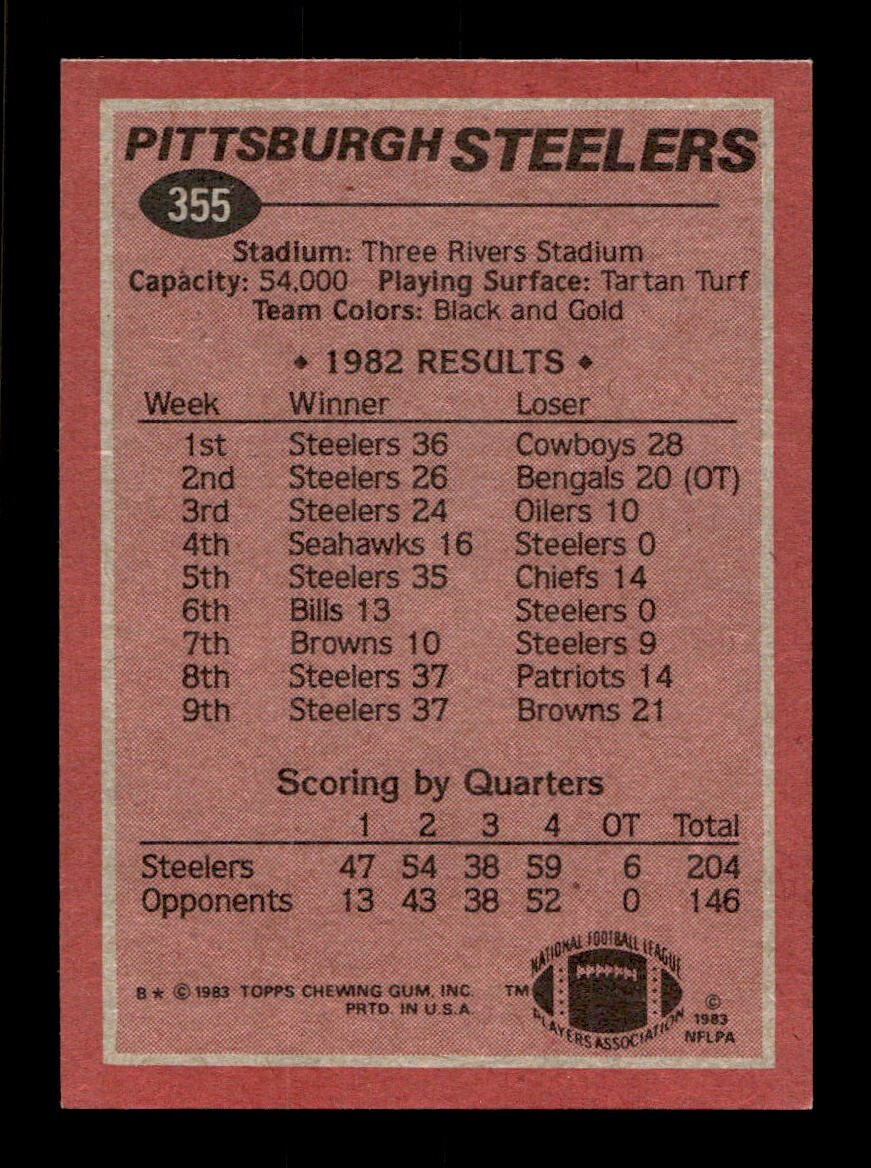 PITTSBURGH STEELERS
355
Stadium: Three Rivers Stadium
Capacity: 54,000 Playing Surface: Tartan Turf
Team Colors: Black and Gold
♦ 1982 RESULTS ♦
Week Winner Loser
1st Steelers 36 Cowboys 28
2nd Steelers 26 Bengals 20 (OT)
3rd Steelers 24 Oilers 10
4th Seahawks 16 Steelers 0
5th Steelers 35 Chiefs 14
6th Bills 13 Steelers 0
7th Browns 10 Steelers 9
8th Steelers 37 Patriots 14
9th Steelers 37 Browns 21
Scoring by Quarters
1 2 3 4 OT Total
Steelers 47 54 38 59 6 204
Opponents 13 43 38 52 0 146
NATIONAL FOOTBALL LEAGUE
PLAYERS ASSOCIATION
B★ © 1983 TOPPS CHEWING GUM, INC.
PRTD. IN U.S.A.
TM
©
1983
NFLPA